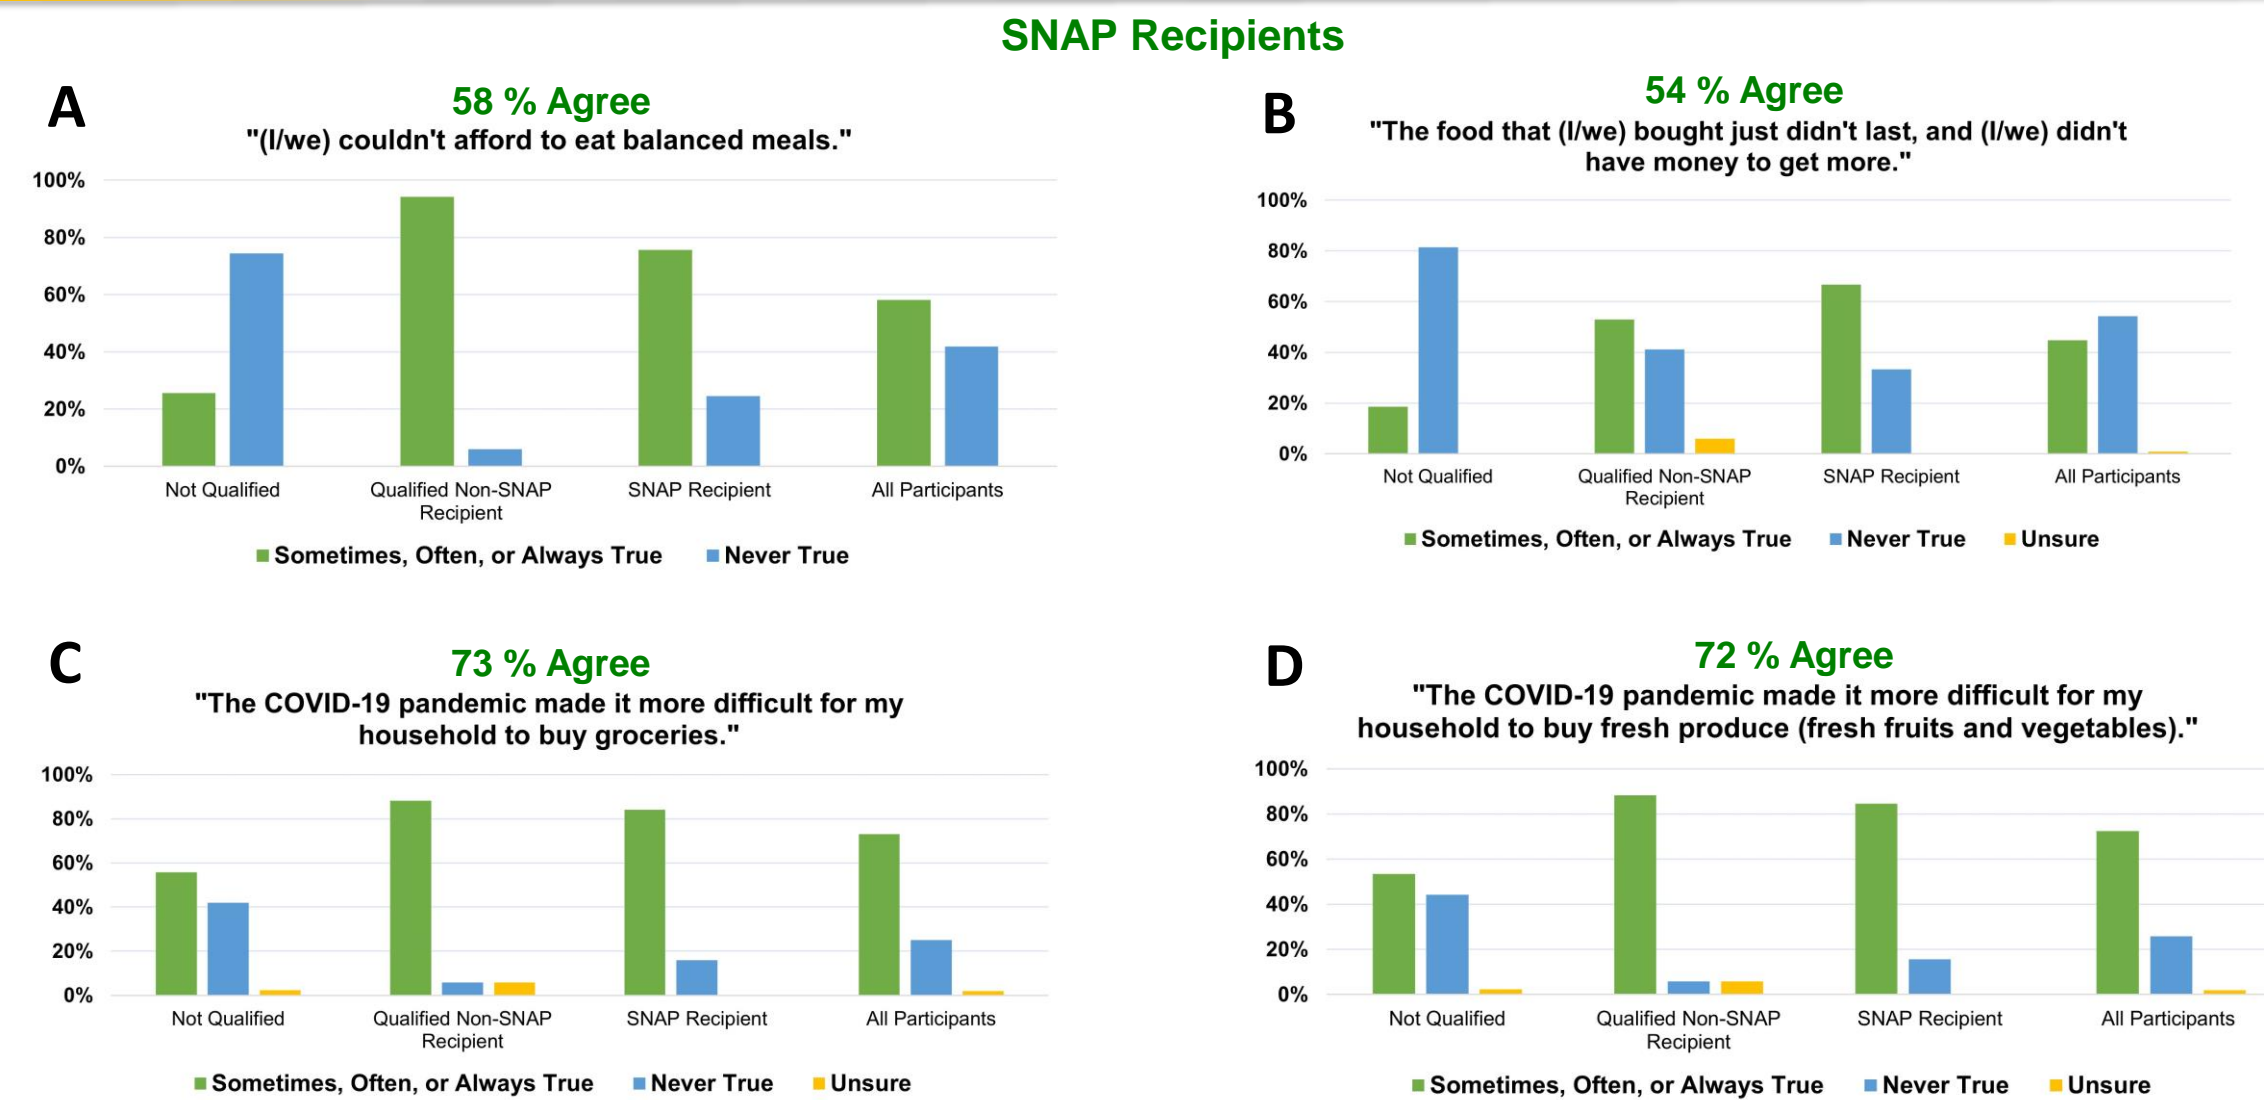 SNAP Recipients
A
58 % Agree
"(I/we) couldn't afford to eat balanced meals."
100%
80%
60%
40%
20%
0%
Not Qualified
Qualified Non-SNAP
Recipient
SNAP Recipient
All Participants
Sometimes, Often, or Always True
Never True
B
54 % Agree
"The food that (I/we) bought just didn't last, and (I/we) didn't
have money to get more."
100%
80%
60%
40%
20%
0%
Not Qualified
Qualified Non-SNAP
Recipient
SNAP Recipient
All Participants
Sometimes, Often, or Always True
Never True
Unsure
C
73 % Agree
"The COVID-19 pandemic made it more difficult for my
household to buy groceries."
100%
80%
60%
40%
20%
0%
Not Qualified
Qualified Non-SNAP
Recipient
SNAP Recipient
All Participants
Sometimes, Often, or Always True
Never True
Unsure
D
72 % Agree
"The COVID-19 pandemic made it more difficult for my
household to buy fresh produce (fresh fruits and vegetables)."
100%
80%
60%
40%
20%
0%
Not Qualified
Qualified Non-SNAP
Recipient
SNAP Recipient
All Participants
Sometimes, Often, or Always True
Never True
Unsure